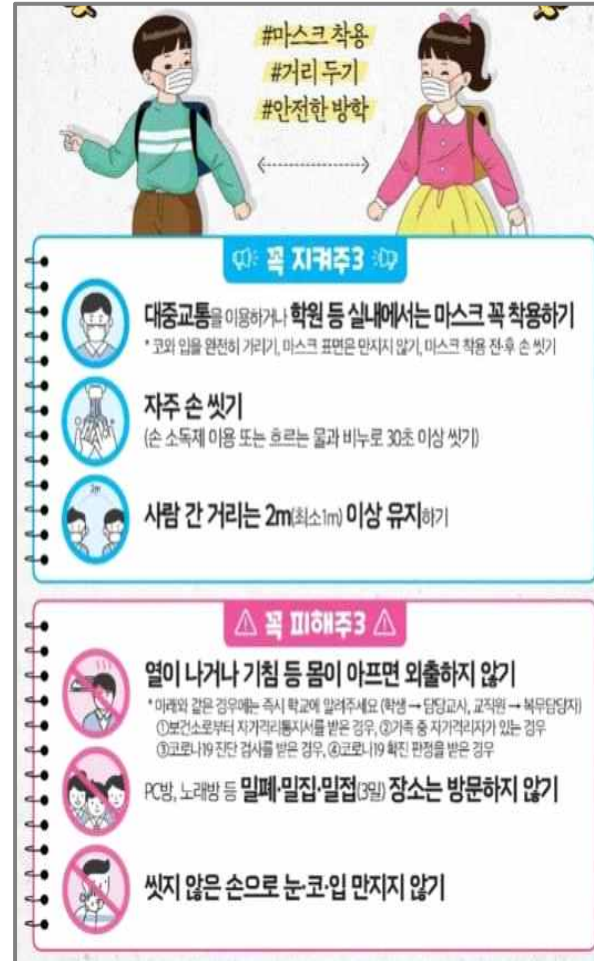 #마스크 착용
#거리 두기
#안전한 방학
꼭 지켜주3
대중교통을 이용하거나 학원 등 실내에서는 마스크 꼭 착용하기
* 코와 입을 완전히 가리기, 마스크 표면은 만지지 않기, 마스크 착용 전·후 손 씻기
자주 손 씻기
(손 소독제 이용 또는 흐르는 물과 비누로 30초 이상 씻기)
2m
사람 간 거리는 2m(최소1m) 이상 유지하기
꼭 피해주3
열이 나거나 기침 등 몸이 아프면 외출하지 않기
* 아래와 같은 경우에는 즉시 학교에 알려주세요 (학생 → 담당교사, 교직원 → 복무담당자)
①보건소로부터 자가격리통지서를 받은 경우, ②가족 중 자가격리자가 있는 경우
③코로나19 진단 검사를 받은 경우, ④코로나19 확진 판정을 받은 경우
PC방, 노래방 등 밀폐·밀집·밀접(3밀) 장소는 방문하지 않기
씻지 않은 손으로 눈·코·입 만지지 않기